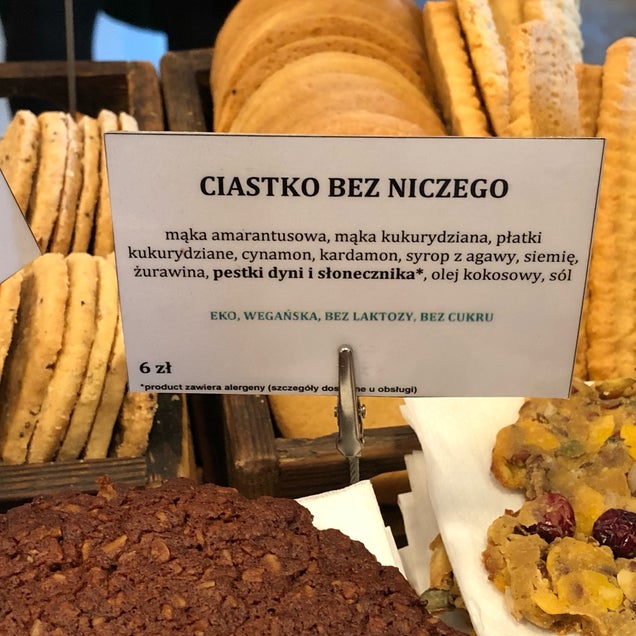 CIASTKO BEZ NICZEGO
mąka amarantusowa, mąka kukurydziana, płatki
kukurydziane, cynamon, kardamon, syrop z agawy, siemię,
żurawina, pestki dyni i słonecznika*, olej kokosowy, sól
EKO, WEGAŃSKA, BEZ LAKTOZY, BEZ CUKRU
6 zł
*product zawiera alergeny (szczegóły dostępne u obsługi)